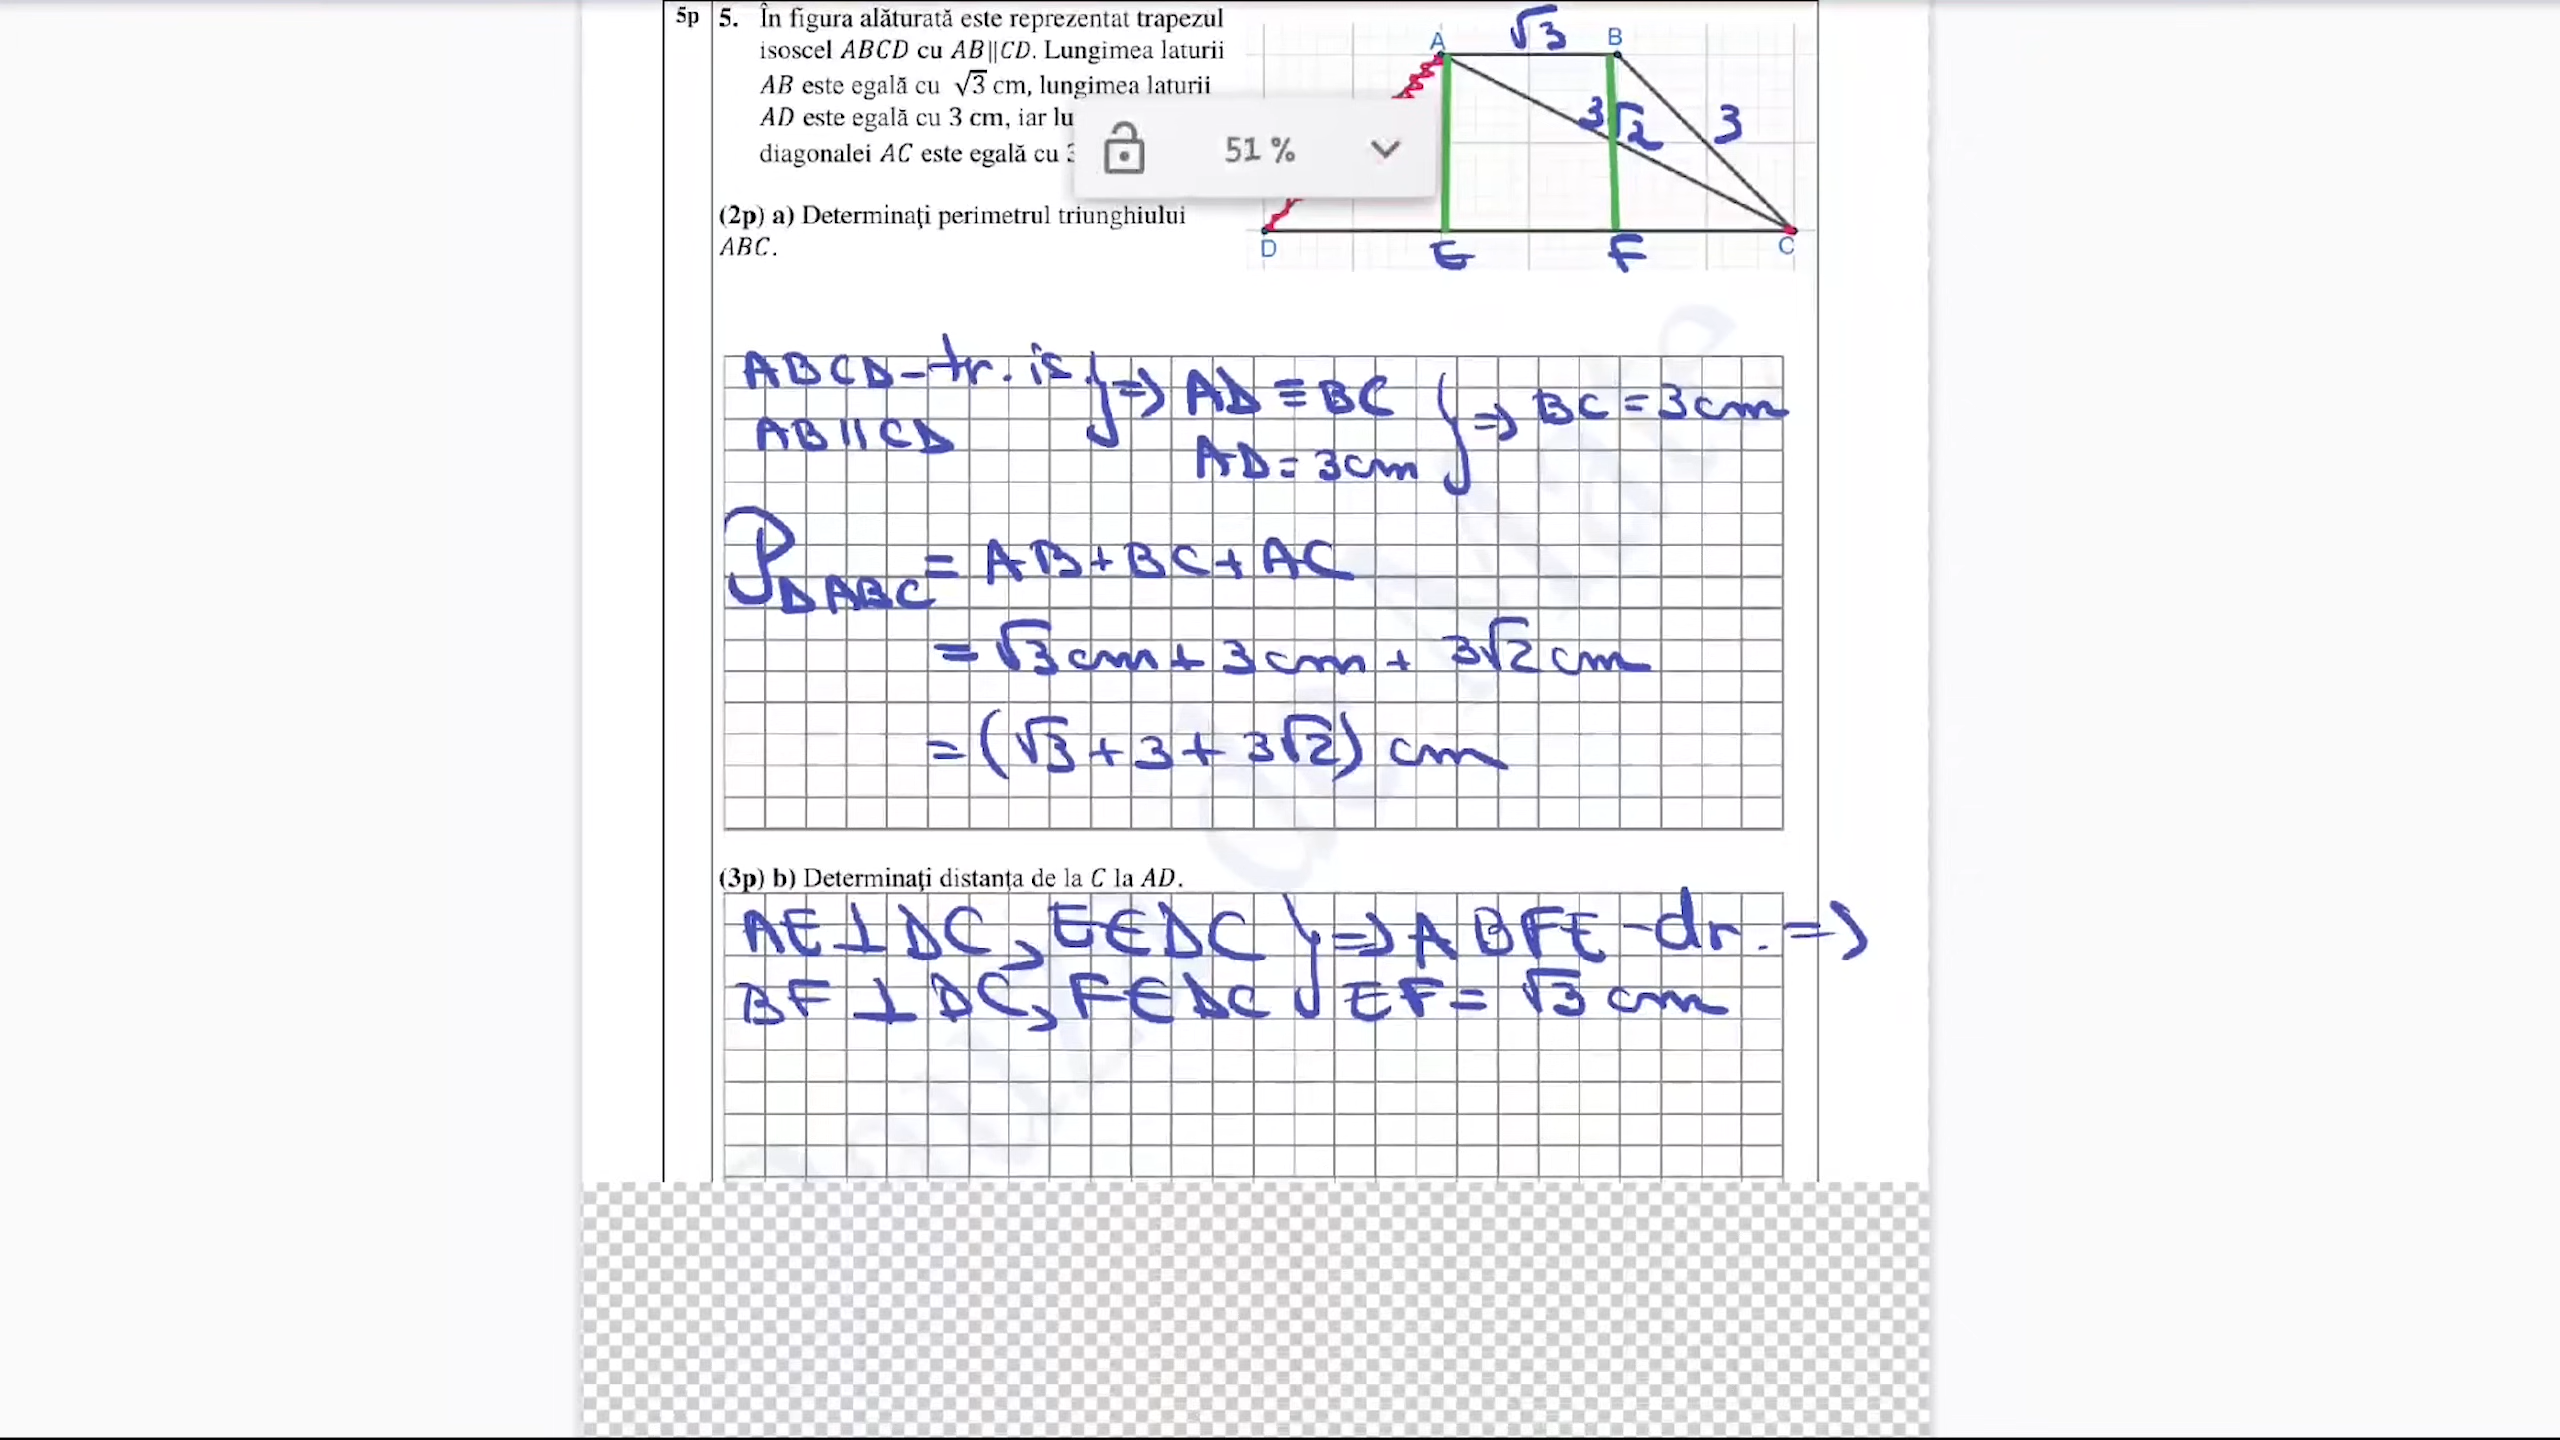 5p 5. În figura alăturată este reprezentat trapezul
isoscel ABCD cu AB∥CD. Lungimea laturii
AB este egală cu √3 cm, lungimea laturii
AD este egală cu 3 cm, iar lu
diagonalei AC este egală cu 3
51 %
A √3 B
3√2 3
D E F C
(2p) a) Determinați perimetrul triunghiului
ABC.
ABCD - tr. is. } => AD ≡ BC } => BC = 3cm
AB ∥ CD AD = 3cm
P△ABC = AB + BC + AC
= √3 cm + 3 cm + 3√2 cm
= (√3 + 3 + 3√2) cm
(3p) b) Determinați distanța de la C la AD.
AE ⊥ DC, E ∈ DC } => ABFE - dr. =>
BF ⊥ DC, F ∈ DC EF = √3 cm